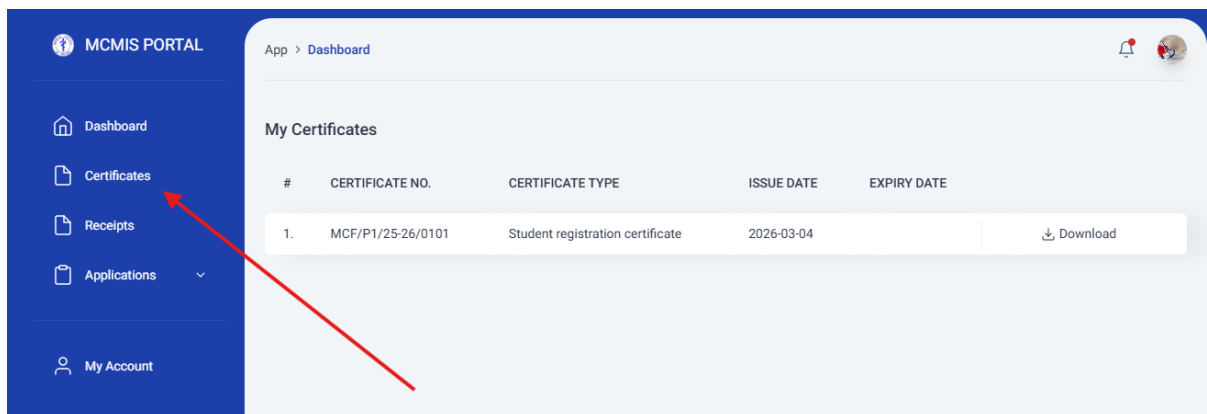 MCMIS PORTAL
Dashboard
Certificates
Receipts
Applications
My Account
App > Dashboard
My Certificates
# CERTIFICATE NO. CERTIFICATE TYPE ISSUE DATE EXPIRY DATE
1. MCF/P1/25-26/0101 Student registration certificate 2026-03-04 Download